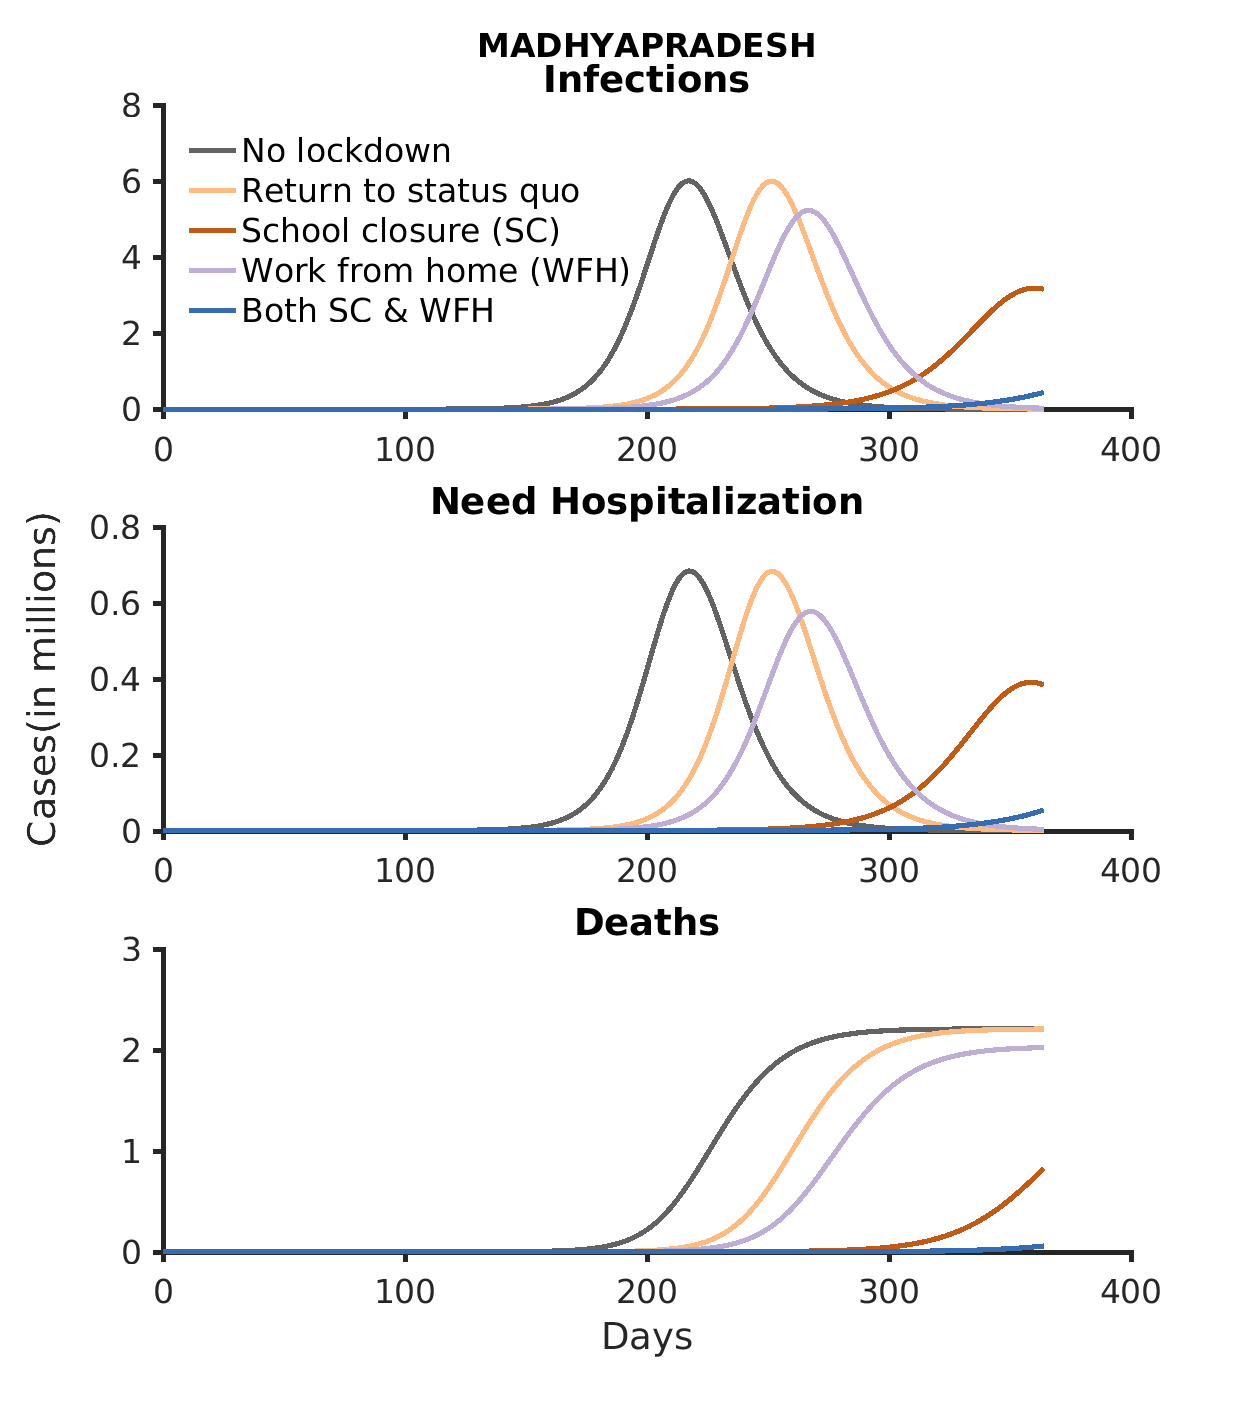 MADHYAPRADESH
Infections
8
6
4
2
0
No lockdown
Return to status quo
School closure (SC)
Work from home (WFH)
Both SC & WFH
0 100 200 300 400
Need Hospitalization
Cases(in millions)
0.8
0.6
0.4
0.2
0
0 100 200 300 400
Deaths
3
2
1
0
0 100 200 300 400
Days